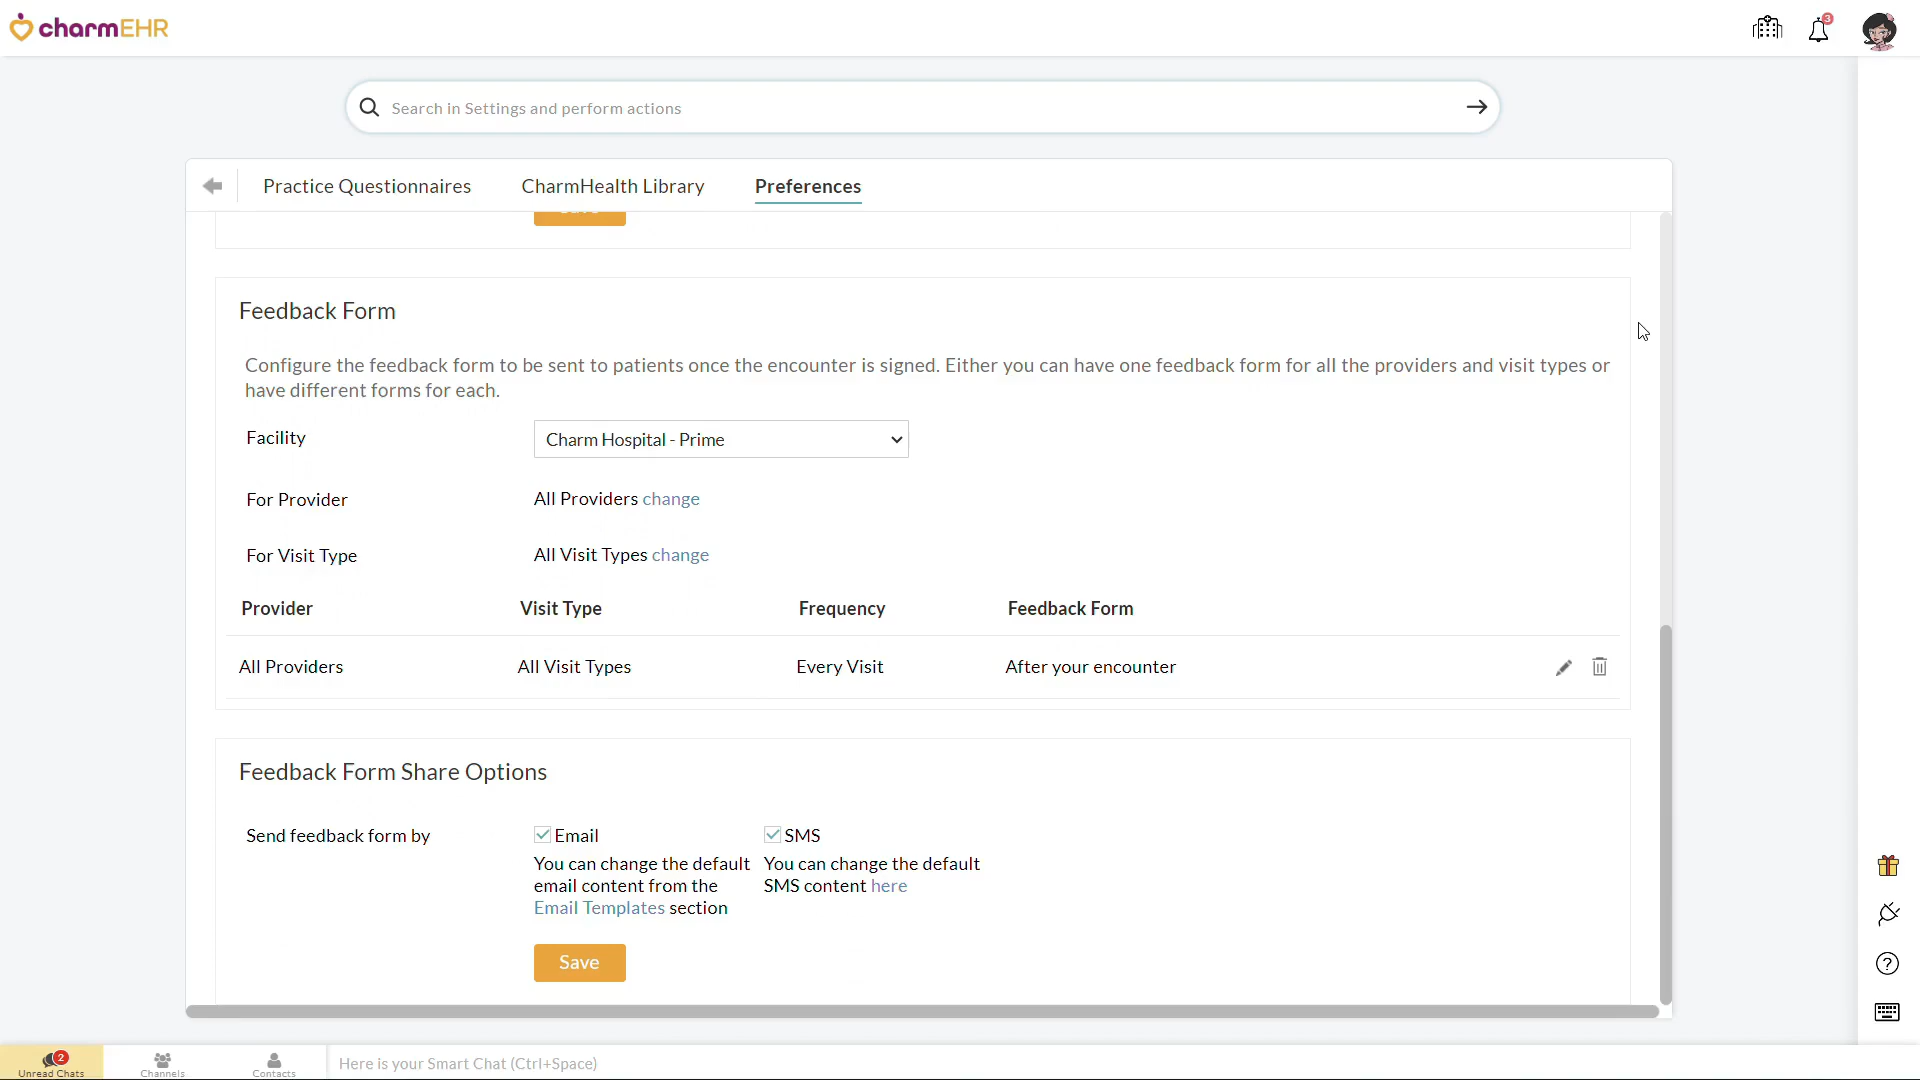 charmEHR
3
Search in Settings and perform actions
Practice Questionnaires
CharmHealth Library
Preferences
Feedback Form
Configure the feedback form to be sent to patients once the encounter is signed. Either you can have one feedback form for all the providers and visit types or
have different forms for each.
Facility
Charm Hospital - Prime
For Provider
All Providers change
For Visit Type
All Visit Types change
Provider
Visit Type
Frequency
Feedback Form
All Providers
All Visit Types
Every Visit
After your encounter
Feedback Form Share Options
Send feedback form by
Email
You can change the default
email content from the
Email Templates section
SMS
You can change the default
SMS content here
Save
2
Unread Chats
Channels
Contacts
Here is your Smart Chat (Ctrl+Space)